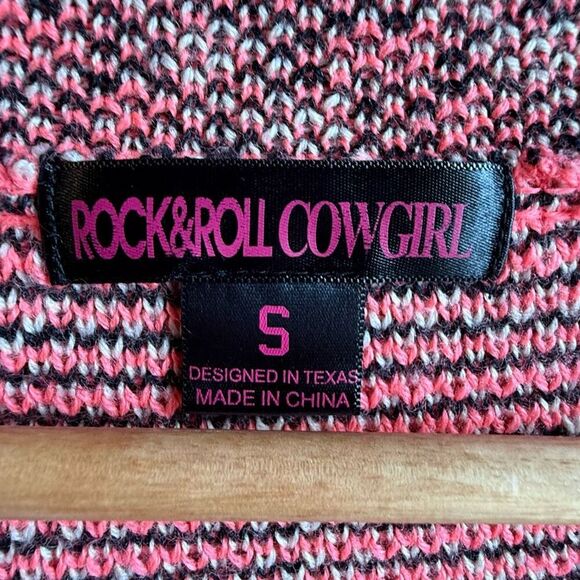 ROCK&ROLL COWGIRL
S
DESIGNED IN TEXAS
MADE IN CHINA